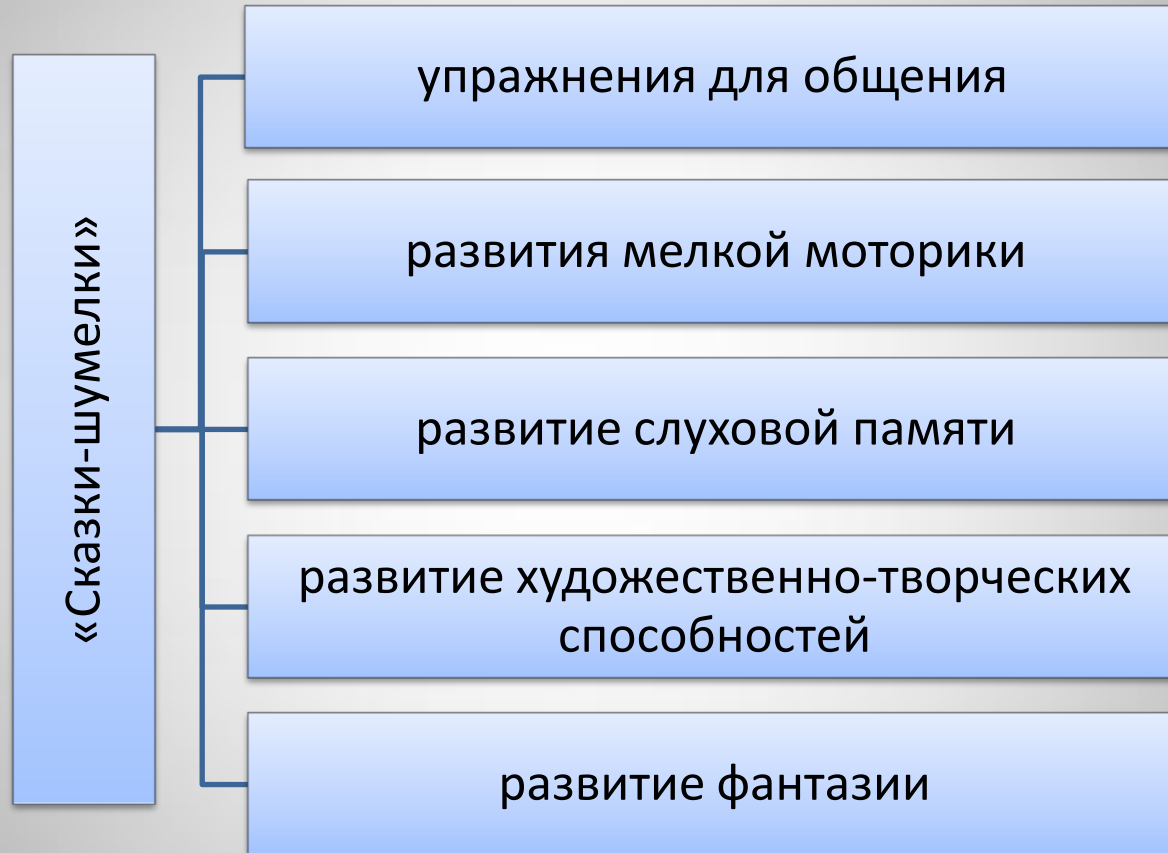 «Сказки-шумелки»
упражнения для общения
развития мелкой моторики
развитие слуховой памяти
развитие художественно-творческих
способностей
развитие фантазии